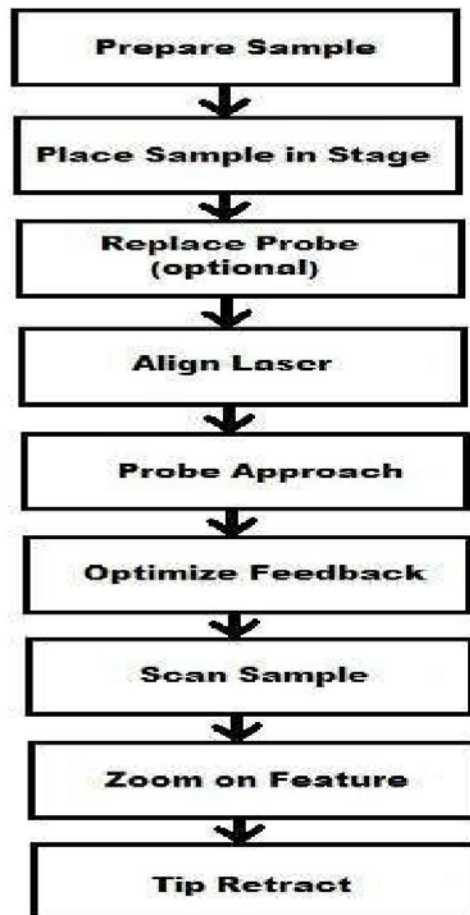 Prepare Sample
Place Sample in Stage
Replace Probe
(optional)
Align Laser
Probe Approach
Optimize Feedback
Scan Sample
Zoom on Feature
Tip Retract